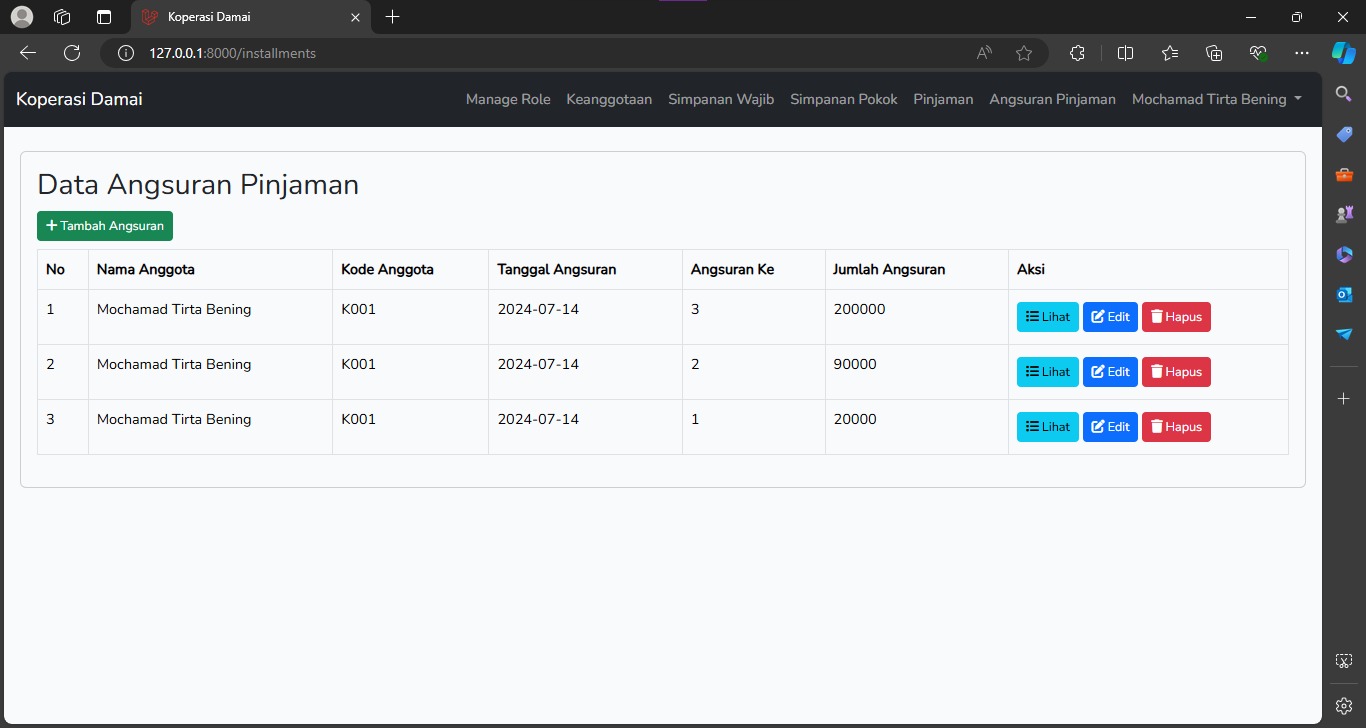 Koperasi Damai
127.0.0.1:8000/installments
Koperasi Damai Manage Role Keanggotaan Simpanan Wajib Simpanan Pokok Pinjaman Angsuran Pinjaman Mochamad Tirta Bening
Data Angsuran Pinjaman
+ Tambah Angsuran
No Nama Anggota Kode Anggota Tanggal Angsuran Angsuran Ke Jumlah Angsuran Aksi
1 Mochamad Tirta Bening K001 2024-07-14 3 200000 Lihat Edit Hapus
2 Mochamad Tirta Bening K001 2024-07-14 2 90000 Lihat Edit Hapus
3 Mochamad Tirta Bening K001 2024-07-14 1 20000 Lihat Edit Hapus